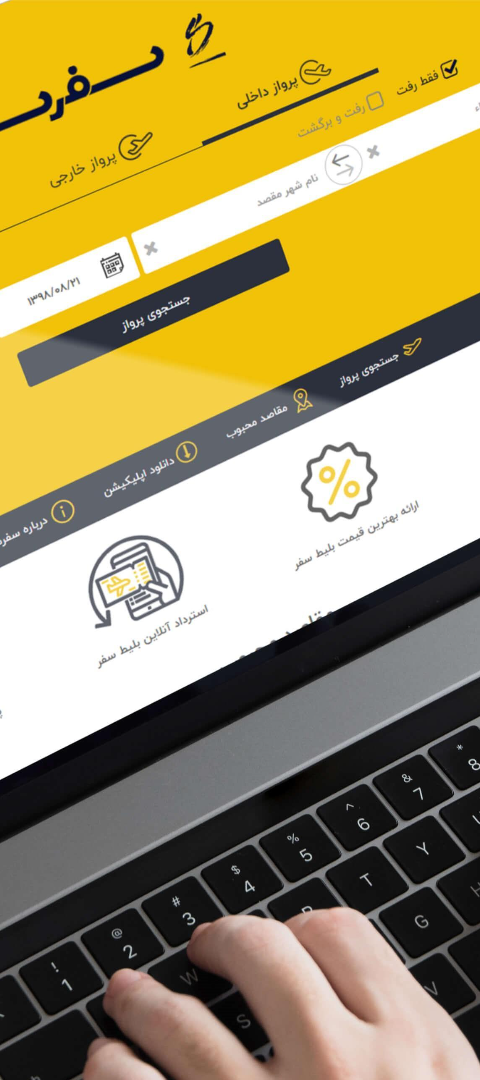 پرواز داخلی
پرواز خارجی
فقط رفت
رفت و برگشت
نام شهر مقصد
۱۳۹۸/۰۸/۲۱
جستجوی پرواز
جستجوی پرواز
مقاصد محبوب
دانلود اپلیکیشن
درباره
ارائه بهترین قیمت بلیط سفر
استرداد آنلاین بلیط سفر
! 1 @ 2 # 3 $ 4 % 5 ^ 6 & 7 * 8
W T Y
S G
V